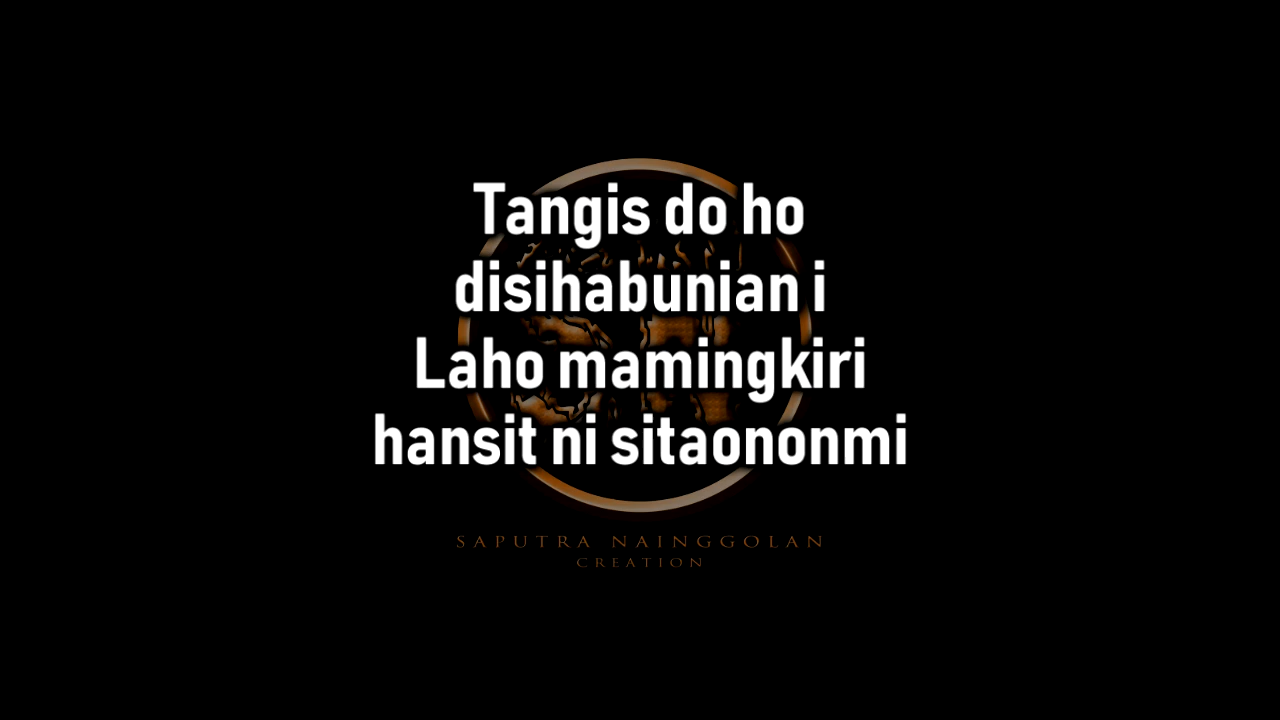 Tangis do ho
disihabunian i
Laho mamingkiri
hansit ni sitaononmi
SAPUTRA NAINGGOLAN
CREATION